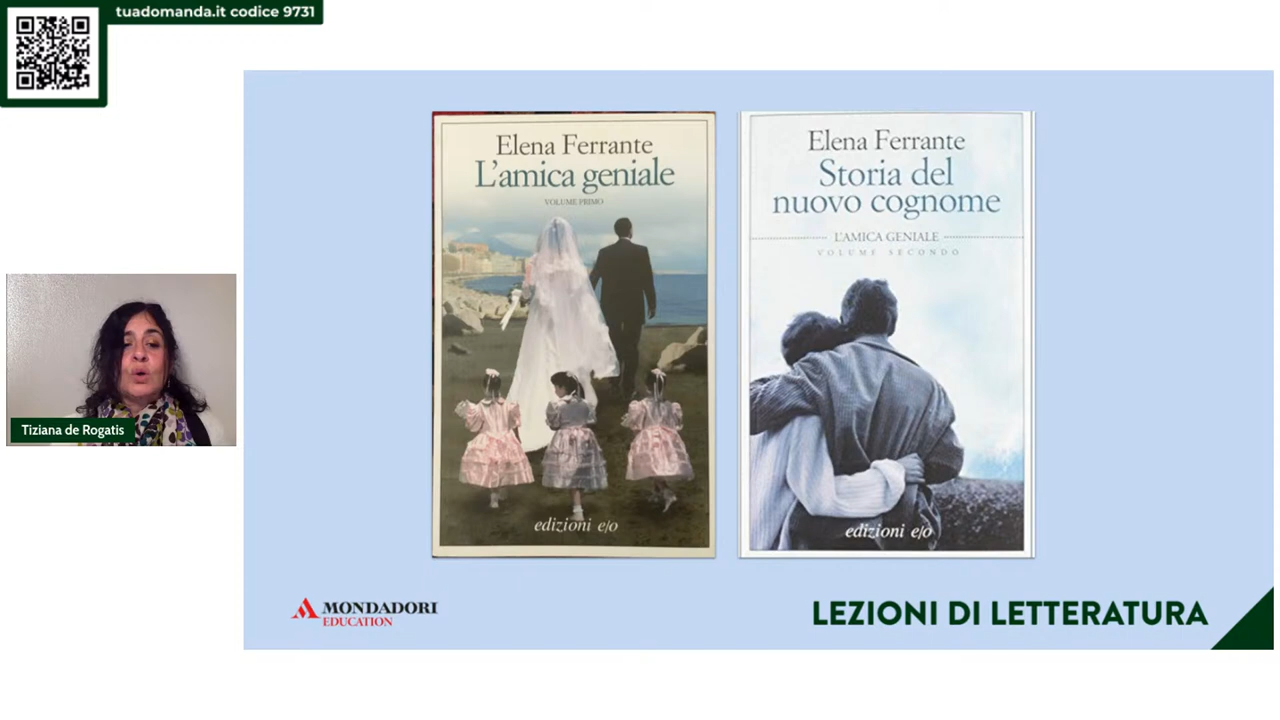 tuadomanda.it codice 9731
Elena Ferrante
L'amica geniale
VOLUME PRIMO
edizioni e/o
Elena Ferrante
Storia del
nuovo cognome
L'AMICA GENIALE
VOLUME SECONDO
edizioni e/o
Tiziana de Rogatis
MONDADORI
EDUCATION
LEZIONI DI LETTERATURA